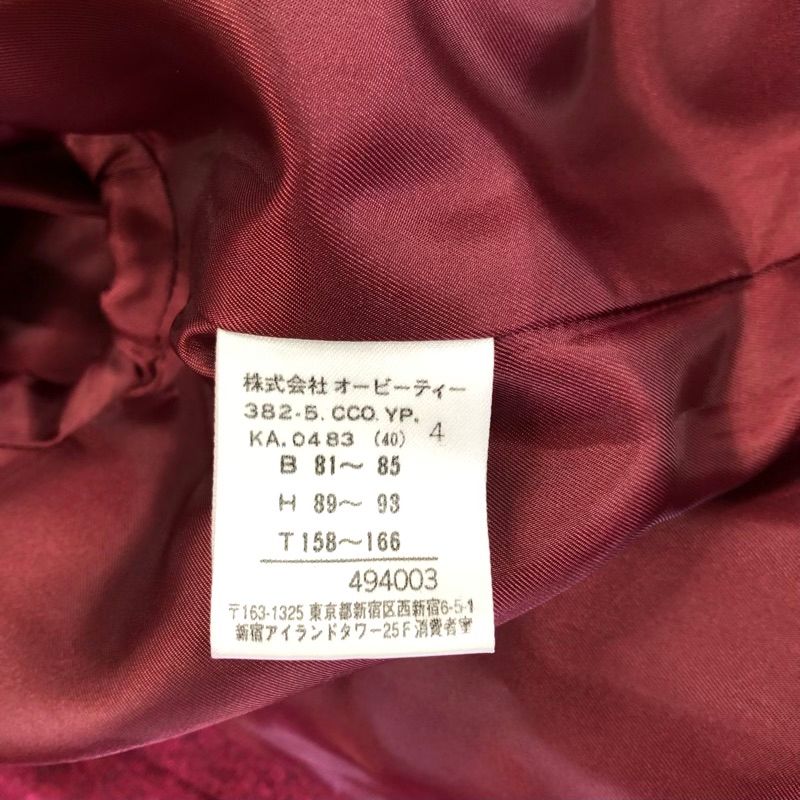 株式会社 オービーティー
382-5. CCO. YP.
KA. 0483 (40) 4
B 81～ 85
H 89～ 93
T 158～166
494003
〒163-1325 東京都新宿区西新宿6-5-1
新宿アイランドタワー25F 消費者室